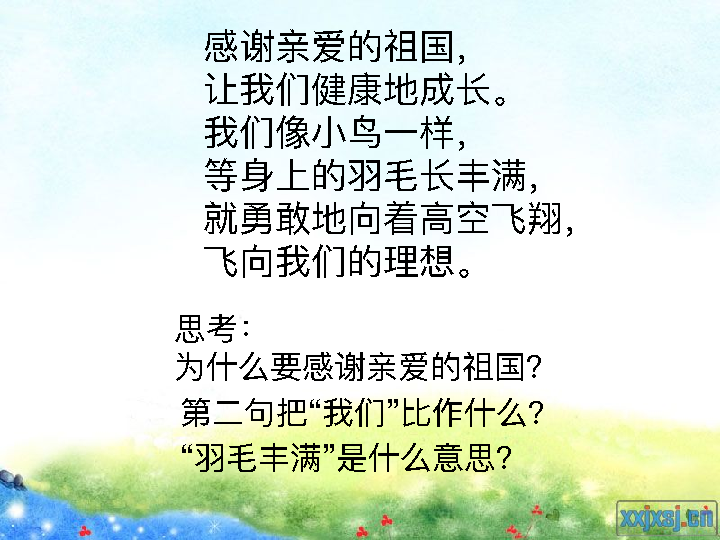 感谢亲爱的祖国，
让我们健康地成长。
我们像小鸟一样，
等身上的羽毛长丰满，
就勇敢地向着高空飞翔，
飞向我们的理想。
思考：
为什么要感谢亲爱的祖国？
第二句把“我们”比作什么？
“羽毛丰满”是什么意思？
xxjxsj.cn